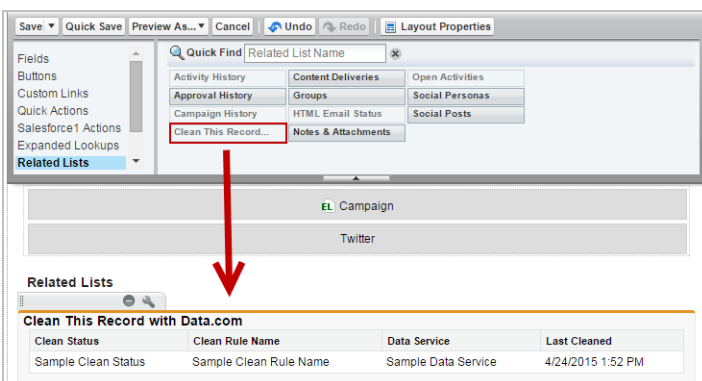 Save Quick Save Preview As... Cancel Undo Redo Layout Properties
Fields
Buttons
Custom Links
Quick Actions
Salesforce1 Actions
Expanded Lookups
Related Lists
Quick Find Related List Name
Activity History Content Deliveries Open Activities
Approval History Groups Social Personas
Campaign History HTML Email Status Social Posts
Clean This Record... Notes & Attachments
EL Campaign
Twitter
Related Lists
Clean This Record with Data.com
Clean Status Clean Rule Name Data Service Last Cleaned
Sample Clean Status Sample Clean Rule Name Sample Data Service 4/24/2015 1:52 PM